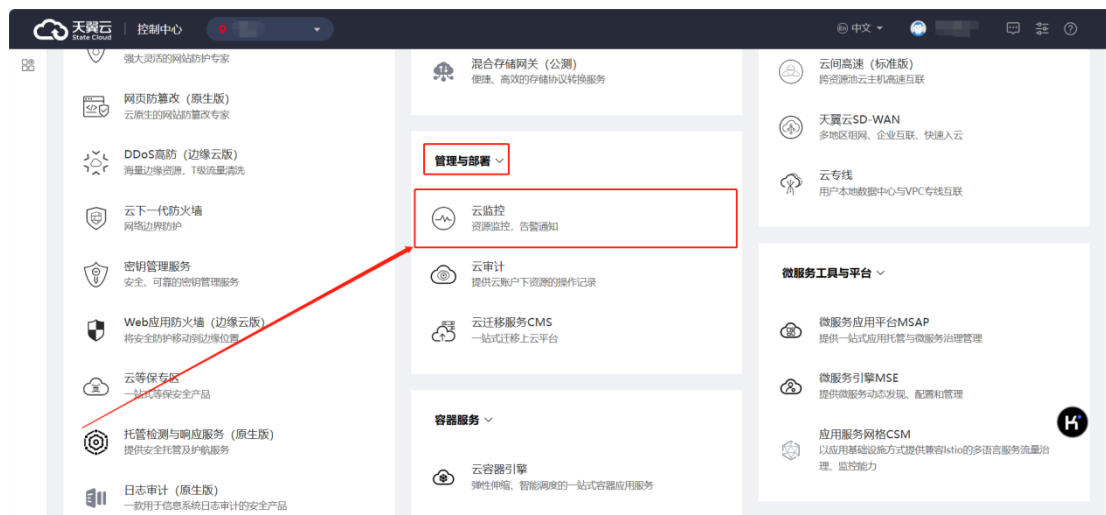 天翼云
State Cloud
控制中心
中文
强大灵活的网站防护专家
网页防篡改（原生版）
云原生的网站防篡改专家
DDoS高防（边缘云版）
海量边缘资源，T级流量清洗
云下一代防火墙
网络边界防护
密钥管理服务
安全、可靠的密钥管理服务
Web应用防火墙（边缘云版）
将安全防护移动到边缘位置
云等保专区
一站式等保安全产品
托管检测与响应服务（原生版）
提供安全托管及护航服务
日志审计（原生版）
一款用于信息系统日志审计的安全产品
混合存储网关（公测）
便捷、高效的存储协议转换服务
管理与部署
云监控
资源监控，告警通知
云审计
提供云账户下资源的操作记录
云迁移服务CMS
一站式迁移上云平台
容器服务
云容器引擎
弹性伸缩、智能调度的一站式容器应用服务
云间高速（标准版）
跨资源池云主机高速互联
天翼云SD-WAN
多地区组网、企业互联、快速入云
云专线
用户本地数据中心与VPC专线互联
微服务工具与平台
微服务应用平台MSAP
提供一站式应用托管与微服务治理管理
微服务引擎MSE
提供微服务动态发现、配置和管理
应用服务网格CSM
以应用基础设施方式提供兼容Istio的多语言服务流量治
理、监控能力